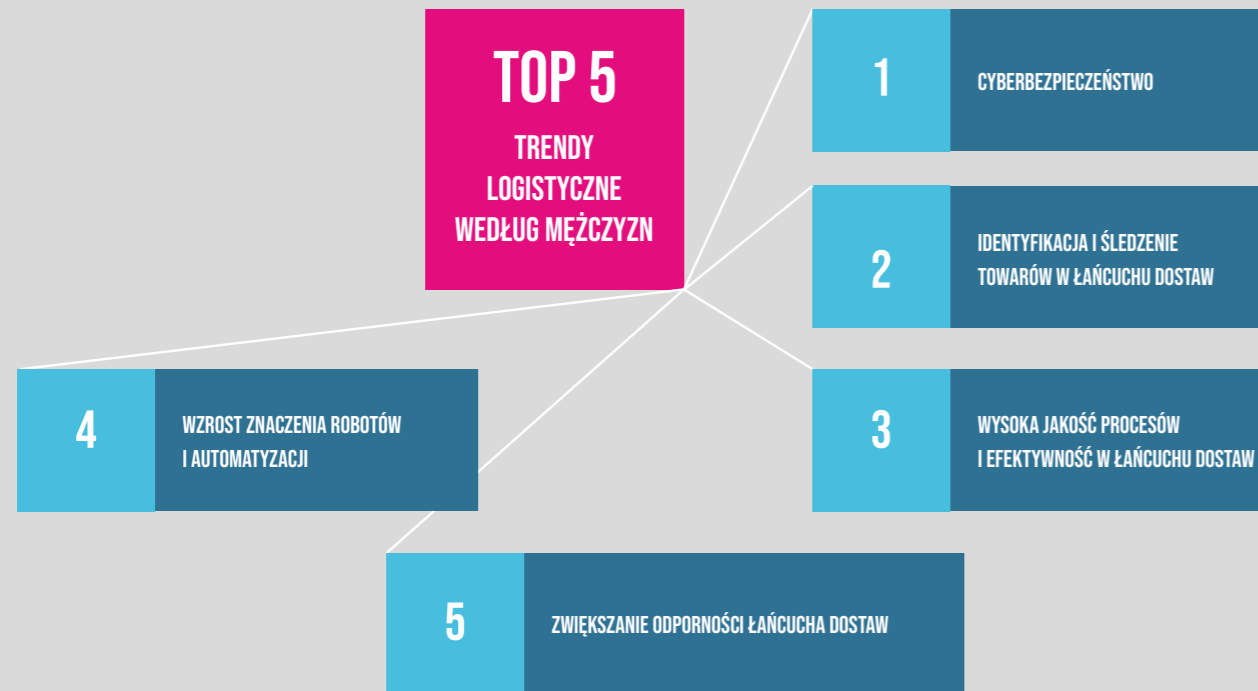 TOP 5
TRENDY
LOGISTYCZNE
WEDŁUG MĘŻCZYZN
1
CYBERBEZPIECZEŃSTWO
2
IDENTYFIKACJA I ŚLEDZENIE
TOWARÓW W ŁAŃCUCHU DOSTAW
3
WYSOKA JAKOŚĆ PROCESÓW
I EFEKTYWNOŚĆ W ŁAŃCUCHU DOSTAW
4
WZROST ZNACZENIA ROBOTÓW
I AUTOMATYZACJI
5
ZWIĘKSZANIE ODPORNOŚCI ŁAŃCUCHA DOSTAW